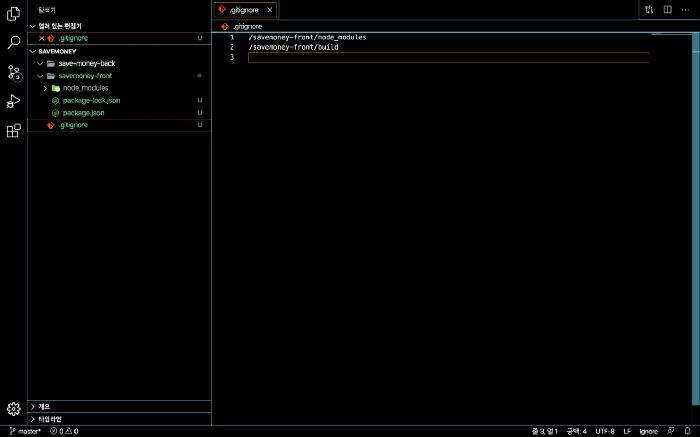 탐색기
열려 있는 편집기
.gitignore U
SAVEMONEY
save-money-back
savemoney-front
node_modules
package-lock.json U
package.json U
.gitignore U
개요
타임라인
.gitignore
.gitignore
1 /savemoney-front/node_modules
2 /savemoney-front/build
3
3
master* 0 0 줄 3, 열 1 공백: 4 UTF-8 LF Ignore